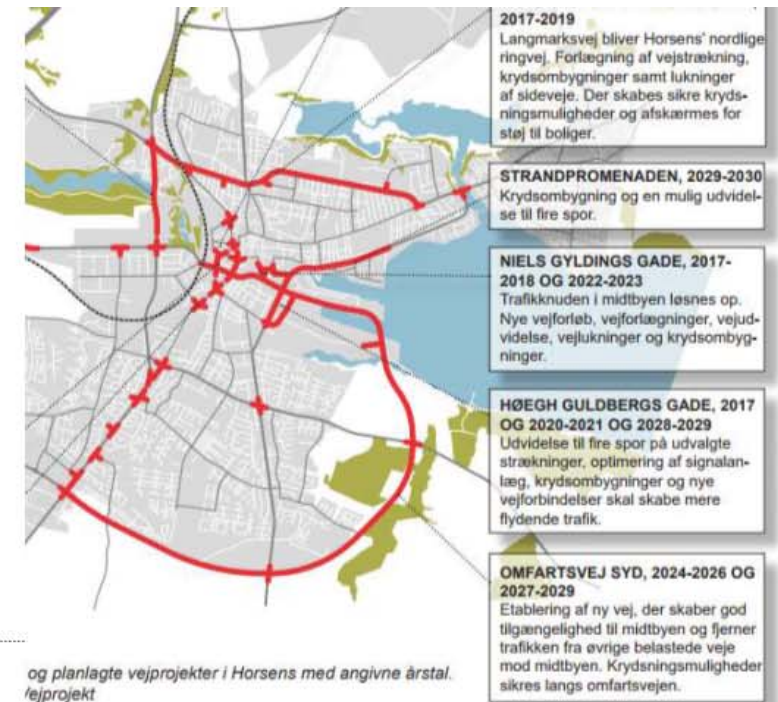 2017-2019
Langmarksvej bliver Horsens' nordlige
ringvej. Forlægning af vejstrækning,
krydsombygninger samt lukninger
af sideveje. Der skabes sikre kryds-
ningsmuligheder og afskærmes for
støj til boliger.
STRANDPROMENADEN, 2029-2030
Krydsombygning og en mulig udvidel-
se til fire spor.
NIELS GYLDINGS GADE, 2017-
2018 OG 2022-2023
Trafikknuden i midtbyen løsnes op.
Nye vejforløb, vejforlægninger, vejud-
videlse, vejlukninger og krydsombyg-
ninger.
HØEGH GULDBERGS GADE, 2017
OG 2020-2021 OG 2028-2029
Udvidelse til fire spor på udvalgte
strækninger, optimering af signalan-
læg, krydsombygninger og nye
vejforbindelser skal skabe mere
flydende trafik.
OMFARTSVEJ SYD, 2024-2026 OG
2027-2029
Etablering af ny vej, der skaber god
tilgængelighed til midtbyen og fjerner
trafikken fra øvrige belastede veje
mod midtbyen. Krydsningsmuligheder
sikres langs omfartsvejen.
og planlagte vejprojekter i Horsens med angivne årstal.
Vejprojekt